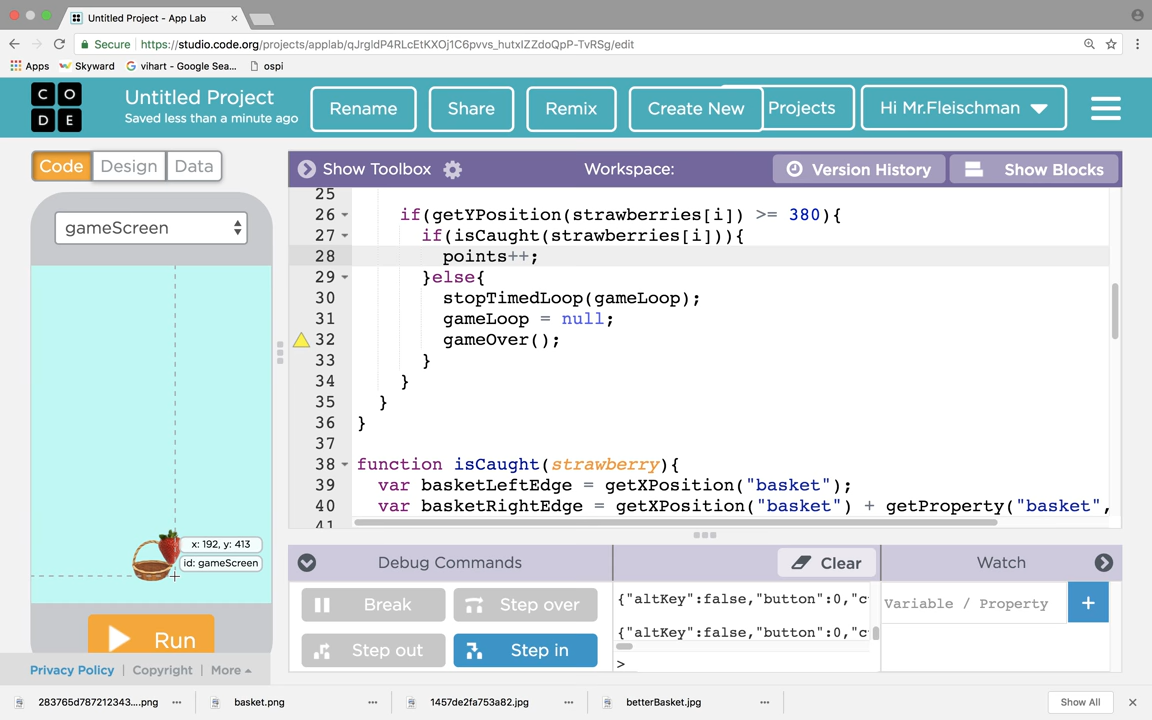 Untitled Project - App Lab
Secure https://studio.code.org/projects/applab/qJrgldP4RLcEtKXOj1C6pvvs_hutxIZZdoQpP-TvRSg/edit
Apps Skyward vihart - Google Sea... ospi
C O D E
Untitled Project
Saved less than a minute ago
Rename Share Remix Create New Projects Hi Mr.Fleischman
Code Design Data
Show Toolbox Workspace: Version History Show Blocks
gameScreen
25
26 if(getYPosition(strawberries[i]) >= 380){
27 if(isCaught(strawberries[i])){
28 points++;
29 }else{
30 stopTimedLoop(gameLoop);
31 gameLoop = null;
32 gameOver();
33 }
34 }
35 }
36 }
37
38 function isCaught(strawberry){
39 var basketLeftEdge = getXPosition("basket");
40 var basketRightEdge = getXPosition("basket") + getProperty("basket",
41
x: 192, y: 413
id: gameScreen
Run
Debug Commands Clear Watch
Break Step over
Step out Step in
{"altKey":false,"button":0,"c
{"altKey":false,"button":0,"c
>
Variable / Property +
Privacy Policy | Copyright | More
283765d787212343....png basket.png 1457de2fa753a82.jpg betterBasket.jpg Show All